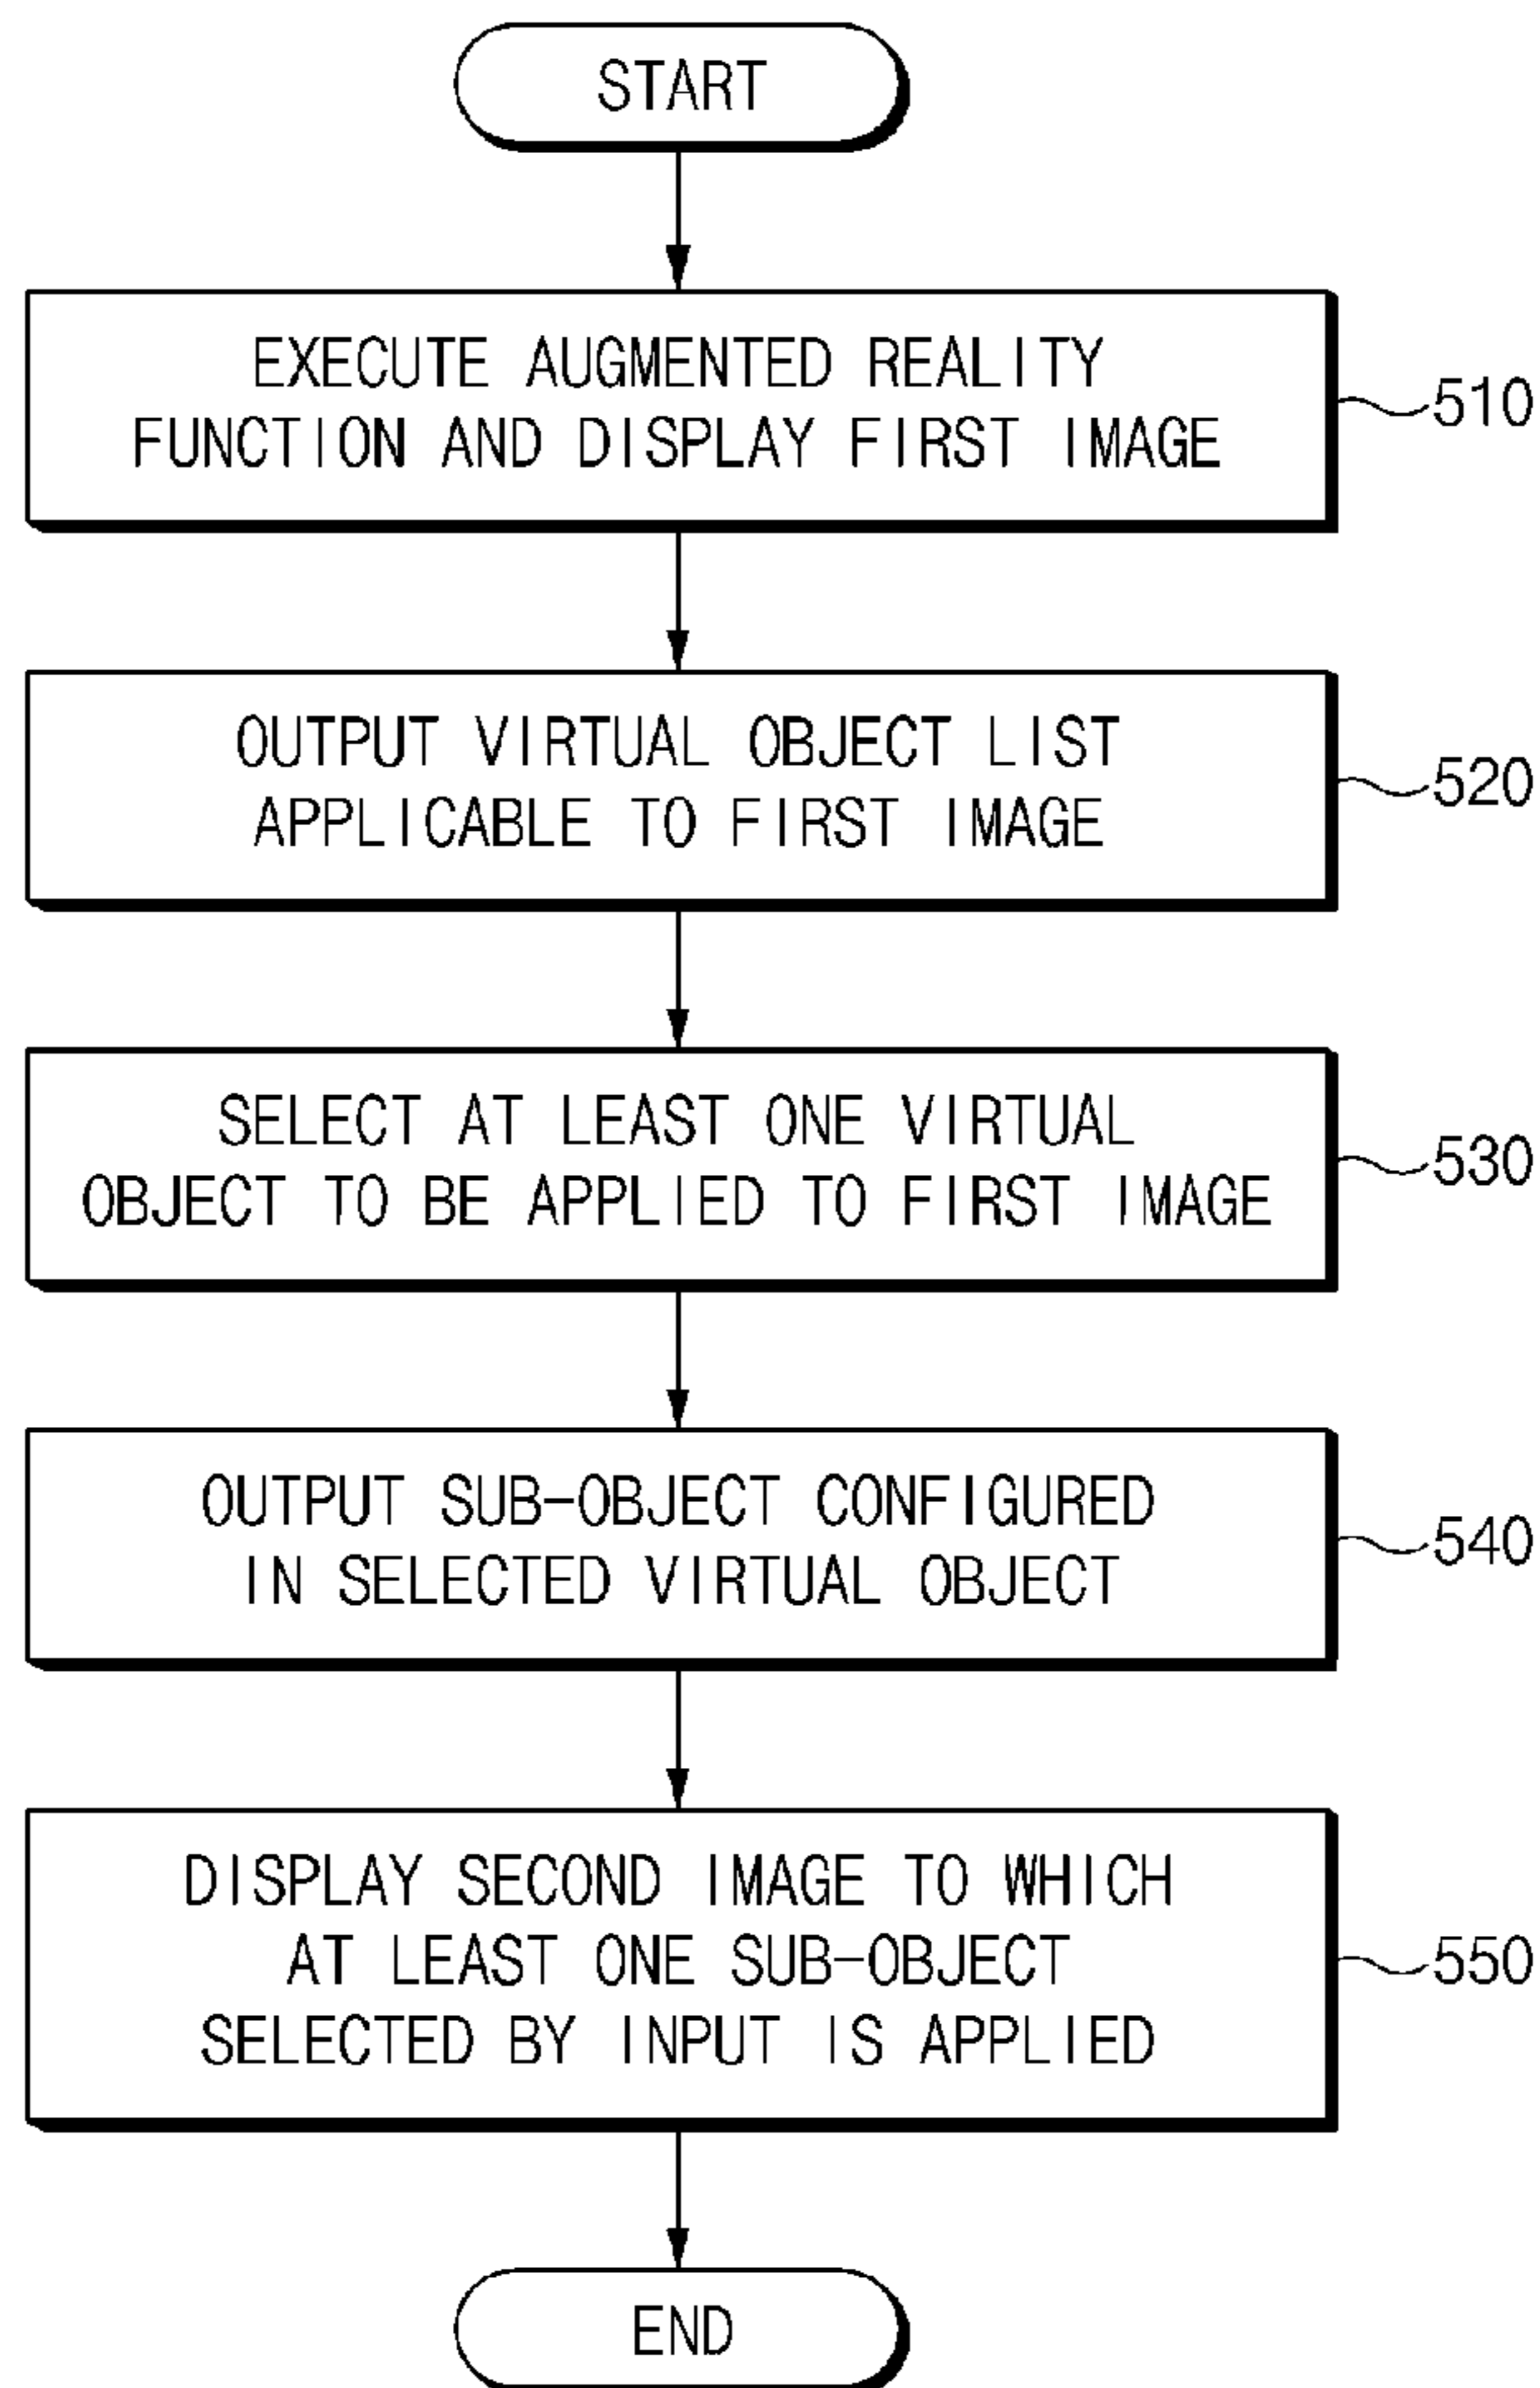 START
EXECUTE AUGMENTED REALITY
FUNCTION AND DISPLAY FIRST IMAGE
510
OUTPUT VIRTUAL OBJECT LIST
APPLICABLE TO FIRST IMAGE
520
SELECT AT LEAST ONE VIRTUAL
OBJECT TO BE APPLIED TO FIRST IMAGE
530
OUTPUT SUB-OBJECT CONFIGURED
IN SELECTED VIRTUAL OBJECT
540
DISPLAY SECOND IMAGE TO WHICH
AT LEAST ONE SUB-OBJECT
SELECTED BY INPUT IS APPLIED
550
END